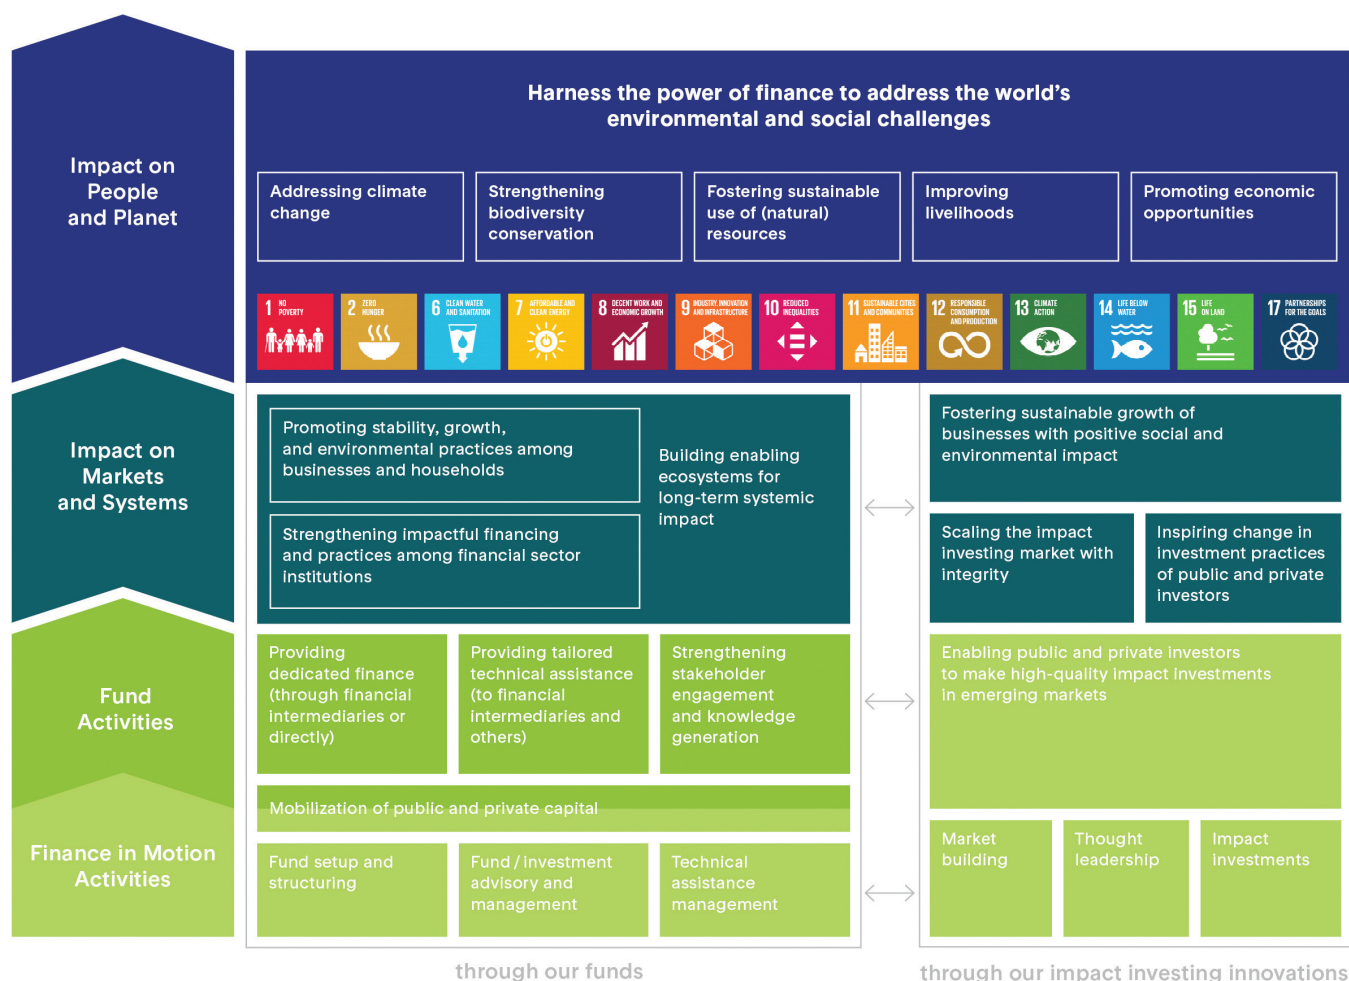 Harness the power of finance to address the world's
environmental and social challenges
Impact on
People
and Planet
Addressing climate
change
Strengthening
biodiversity
conservation
Fostering sustainable
use of (natural)
resources
Improving
livelihoods
Promoting economic
opportunities
1 NO
POVERTY
2 ZERO
HUNGER
6 CLEAN WATER
AND SANITATION
7 AFFORDABLE AND
CLEAN ENERGY
8 DECENT WORK AND
ECONOMIC GROWTH
9 INDUSTRY, INNOVATION
AND INFRASTRUCTURE
10 REDUCED
INEQUALITIES
11 SUSTAINABLE CITIES
AND COMMUNITIES
12 RESPONSIBLE
CONSUMPTION
AND PRODUCTION
13 CLIMATE
ACTION
14 LIFE BELOW
WATER
15 LIFE
ON LAND
17 PARTNERSHIPS
FOR THE GOALS
Impact on
Markets
and Systems
Promoting stability, growth,
and environmental practices among
businesses and households
Strengthening impactful financing
and practices among financial sector
institutions
Building enabling
ecosystems for
long-term systemic
impact
Fostering sustainable growth of
businesses with positive social and
environmental impact
Scaling the impact
investing market with
integrity
Inspiring change in
investment practices
of public and private
investors
Fund
Activities
Providing
dedicated finance
(through financial
intermediaries or
directly)
Providing tailored
technical assistance
(to financial
intermediaries and
others)
Strengthening
stakeholder
engagement
and knowledge
generation
Enabling public and private investors
to make high-quality impact investments
in emerging markets
Mobilization of public and private capital
Finance in Motion
Activities
Fund setup and
structuring
Fund / investment
advisory and
management
Technical
assistance
management
Market
building
Thought
leadership
Impact
investments
through our funds
through our impact investing innovations